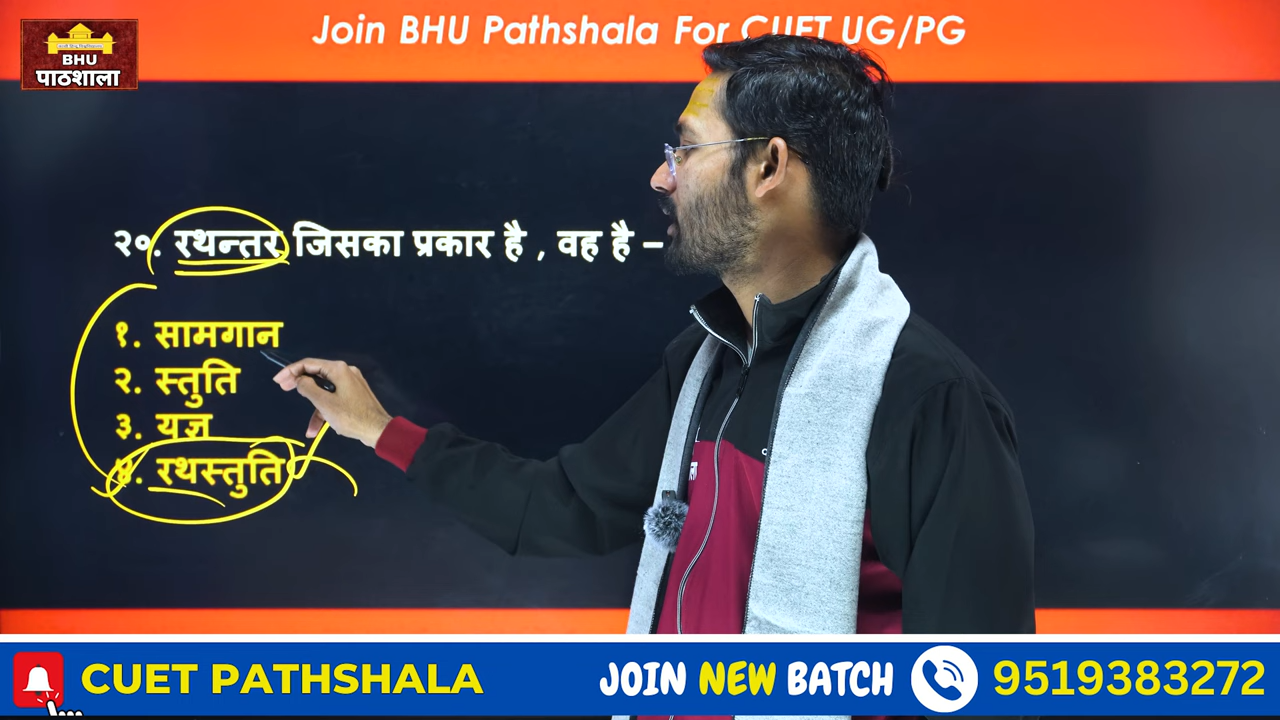 Join BHU Pathshala For CUET UG/PG
BHU
पाठशाला
२०. रथन्तर जिसका प्रकार है , वह है –
१. सामगान
२. स्तुति
३. यज्ञ
४. रथस्तुति
CUET PATHSHALA
JOIN NEW BATCH
9519383272